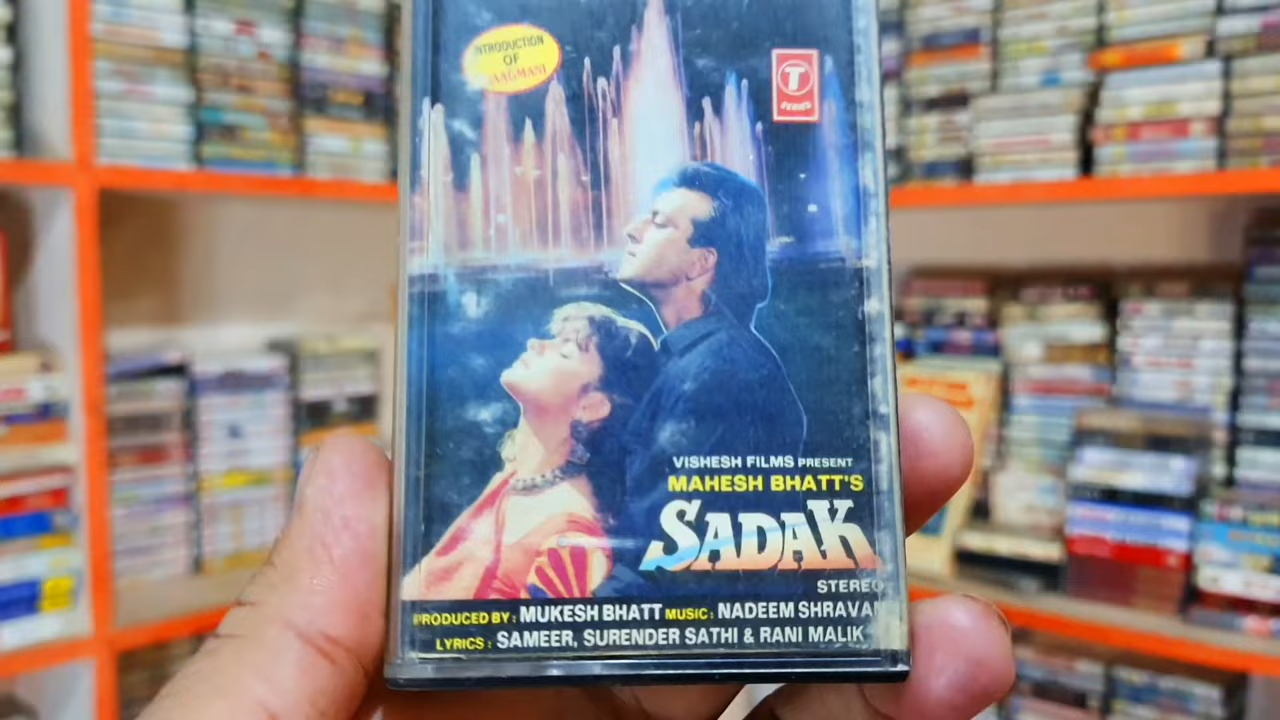 INTRODUCTION
OF
NAAGMANI
T
SERIES
VISHESH FILMS PRESENT
MAHESH BHATT'S
SADAK
STEREO
PRODUCED BY: MUKESH BHATT MUSIC: NADEEM SHRAVAN
LYRICS: SAMEER, SURENDER SATHI & RANI MALIK